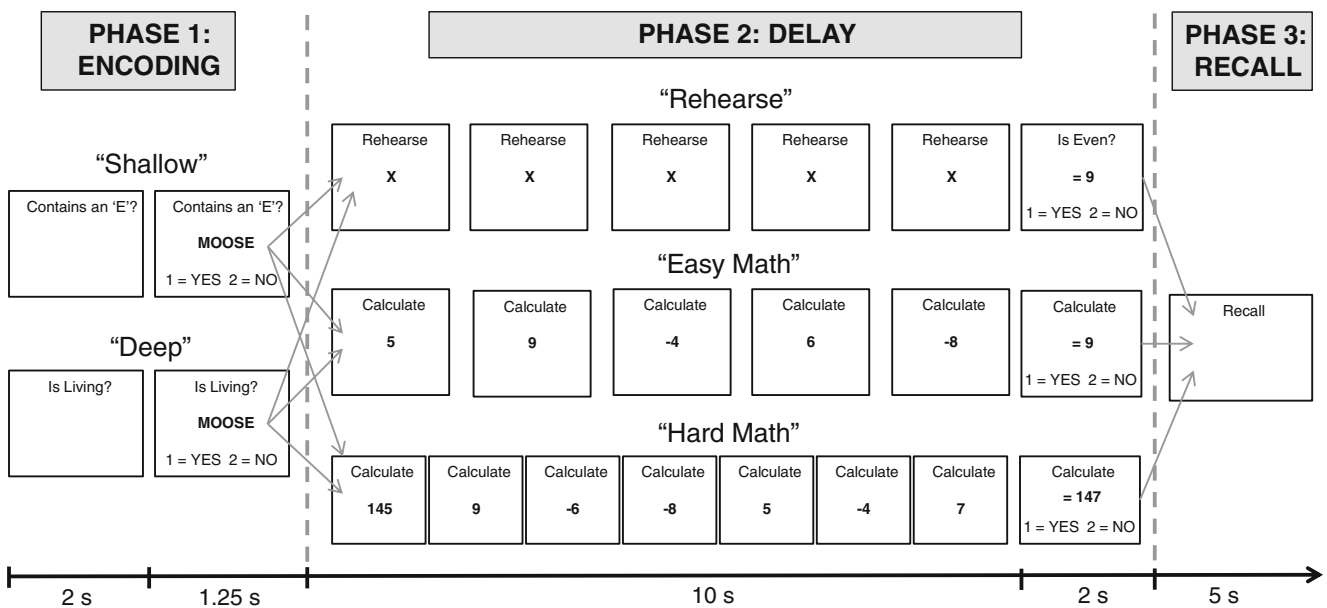 PHASE 1:
ENCODING
PHASE 2: DELAY
PHASE 3:
RECALL
“Shallow”
Contains an ‘E’?
Contains an ‘E’?
MOOSE
1 = YES 2 = NO
“Deep”
Is Living?
Is Living?
MOOSE
1 = YES 2 = NO
“Rehearse”
Rehearse
X
Rehearse
X
Rehearse
X
Rehearse
X
Rehearse
X
Is Even?
= 9
1 = YES 2 = NO
“Easy Math”
Calculate
5
Calculate
9
Calculate
-4
Calculate
6
Calculate
-8
Calculate
= 9
1 = YES 2 = NO
“Hard Math”
Calculate
145
Calculate
9
Calculate
-6
Calculate
-8
Calculate
5
Calculate
-4
Calculate
7
Calculate
= 147
1 = YES 2 = NO
Recall
2 s
1.25 s
10 s
2 s
5 s